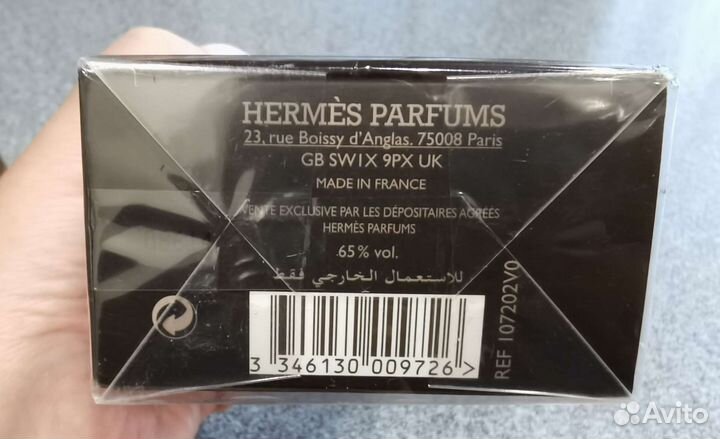 HERMÈS PARFUMS
23, rue Boissy d'Anglas. 75008 Paris
GB SW1X 9PX UK
MADE IN FRANCE
VENTE EXCLUSIVE PAR LES DÉPOSITAIRES AGRÉÉS
HERMÈS PARFUMS
65% vol.
للاستعمال الخارجي فقط
3 346130 009726>
REF 107202V0
Avito